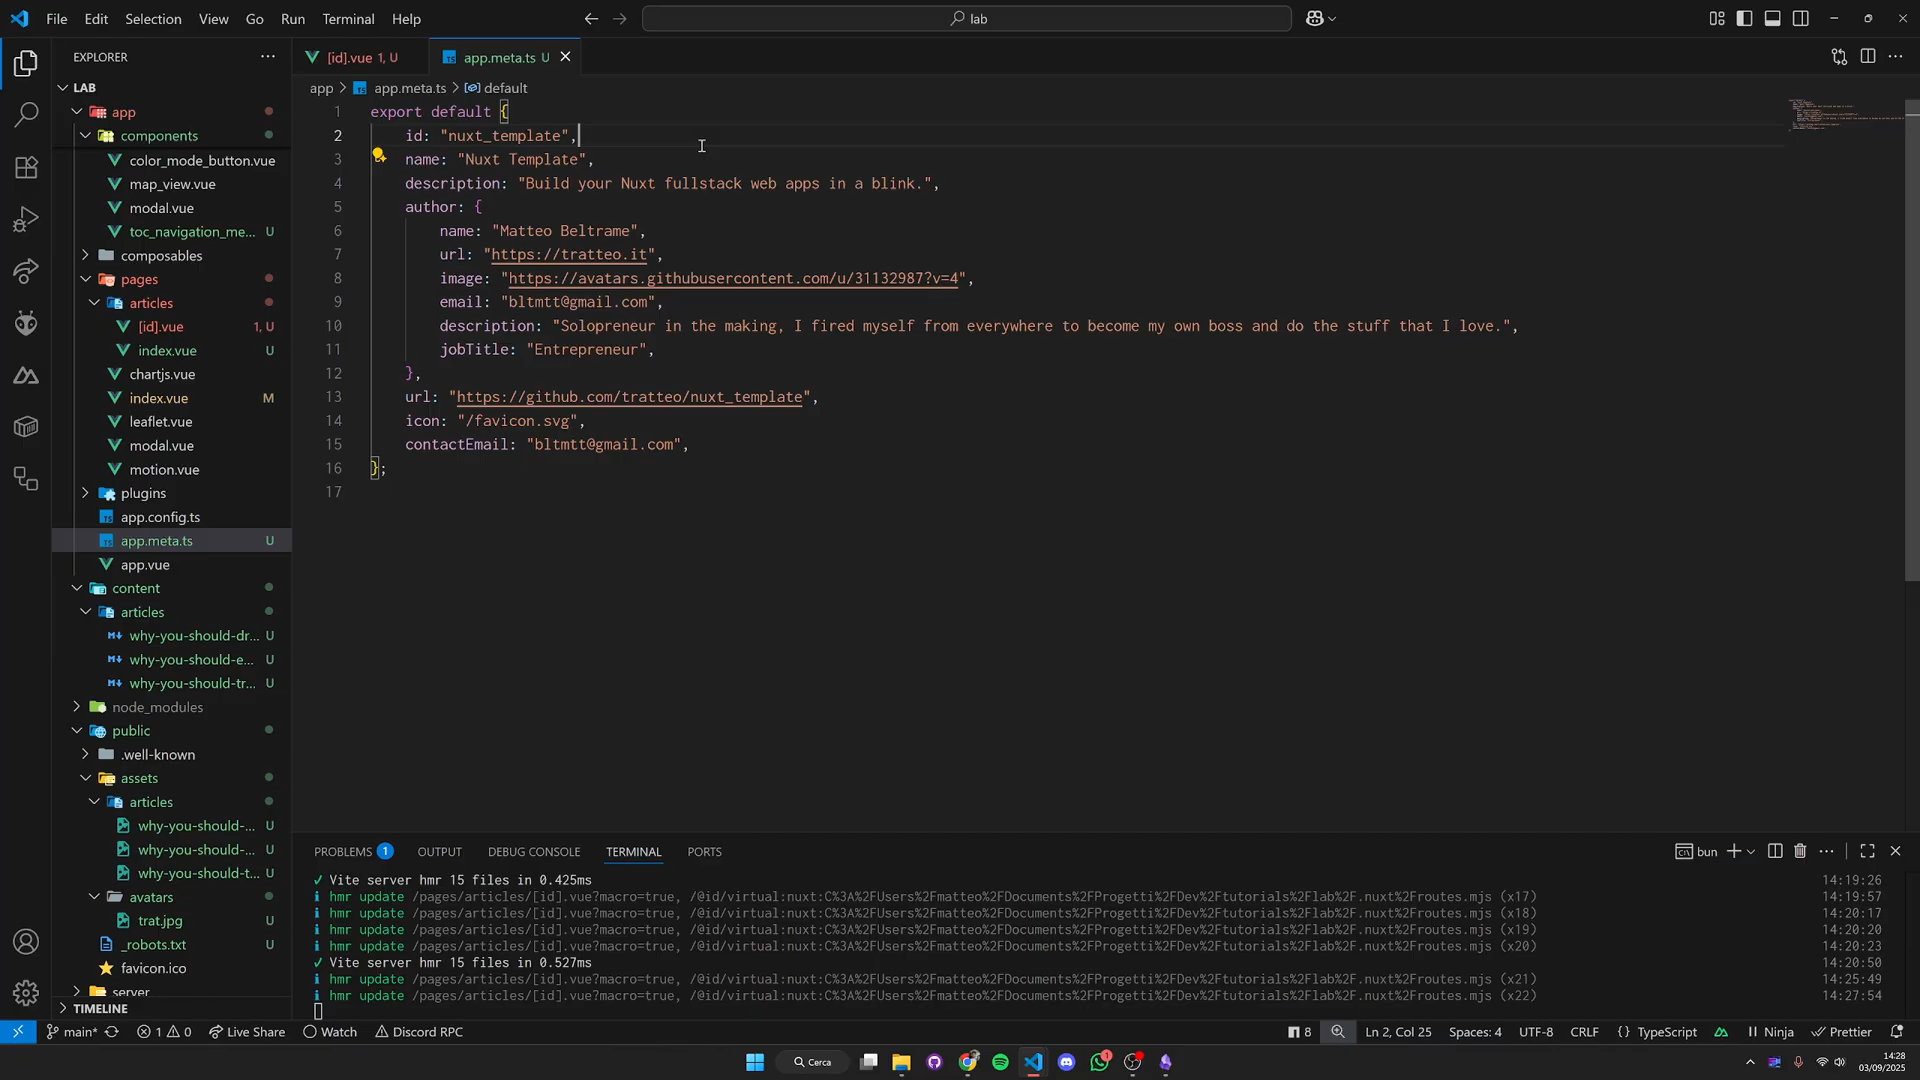 File Edit Selection View Go Run Terminal Help
lab
EXPLORER
LAB
app
components
color_mode_button.vue
map_view.vue
modal.vue
toc_navigation_me... U
composables
pages
articles
[id].vue 1, U
index.vue U
chartjs.vue
index.vue M
leaflet.vue
modal.vue
motion.vue
plugins
app.config.ts
app.meta.ts U
app.vue
content
articles
why-you-should-dr... U
why-you-should-e... U
why-you-should-tr... U
node_modules
public
.well-known
assets
articles
why-you-should-... U
why-you-should-... U
why-you-should-t... U
avatars
trat.jpg U
_robots.txt U
favicon.ico
server
TIMELINE
[id].vue 1, U
app.meta.ts U
app > app.meta.ts > default
1 export default {
2 id: "nuxt_template",
3 name: "Nuxt Template",
4 description: "Build your Nuxt fullstack web apps in a blink.",
5 author: {
6 name: "Matteo Beltrame",
7 url: "https://tratteo.it",
8 image: "https://avatars.githubusercontent.com/u/31132987?v=4",
9 email: "bltmtt@gmail.com",
10 description: "Solopreneur in the making, I fired myself from everywhere to become my own boss and do the stuff that I love.",
11 jobTitle: "Entrepreneur",
12 },
13 url: "https://github.com/tratteo/nuxt_template",
14 icon: "/favicon.svg",
15 contactEmail: "bltmtt@gmail.com",
16 };
17
PROBLEMS 1 OUTPUT DEBUG CONSOLE TERMINAL PORTS
bun
✓ Vite server hmr 15 files in 0.425ms 14:19:26
ℹ hmr update /pages/articles/[id].vue?macro=true, /@id/virtual:nuxt:C%3A%2FUsers%2Fmatteo%2FDocuments%2FProgetti%2FDev%2Ftutorials%2Flab%2F.nuxt%2Froutes.mjs (x17) 14:19:57
ℹ hmr update /pages/articles/[id].vue?macro=true, /@id/virtual:nuxt:C%3A%2FUsers%2Fmatteo%2FDocuments%2FProgetti%2FDev%2Ftutorials%2Flab%2F.nuxt%2Froutes.mjs (x18) 14:20:17
ℹ hmr update /pages/articles/[id].vue?macro=true, /@id/virtual:nuxt:C%3A%2FUsers%2Fmatteo%2FDocuments%2FProgetti%2FDev%2Ftutorials%2Flab%2F.nuxt%2Froutes.mjs (x19) 14:20:20
ℹ hmr update /pages/articles/[id].vue?macro=true, /@id/virtual:nuxt:C%3A%2FUsers%2Fmatteo%2FDocuments%2FProgetti%2FDev%2Ftutorials%2Flab%2F.nuxt%2Froutes.mjs (x20) 14:20:23
✓ Vite server hmr 15 files in 0.527ms 14:20:50
ℹ hmr update /pages/articles/[id].vue?macro=true, /@id/virtual:nuxt:C%3A%2FUsers%2Fmatteo%2FDocuments%2FProgetti%2FDev%2Ftutorials%2Flab%2F.nuxt%2Froutes.mjs (x21) 14:25:49
ℹ hmr update /pages/articles/[id].vue?macro=true, /@id/virtual:nuxt:C%3A%2FUsers%2Fmatteo%2FDocuments%2FProgetti%2FDev%2Ftutorials%2Flab%2F.nuxt%2Froutes.mjs (x22) 14:27:54
main* 1 0 Live Share Watch Discord RPC 8 Ln 2, Col 25 Spaces: 4 UTF-8 CRLF {} TypeScript Ninja Prettier
Cerca 14:28
03/09/2025